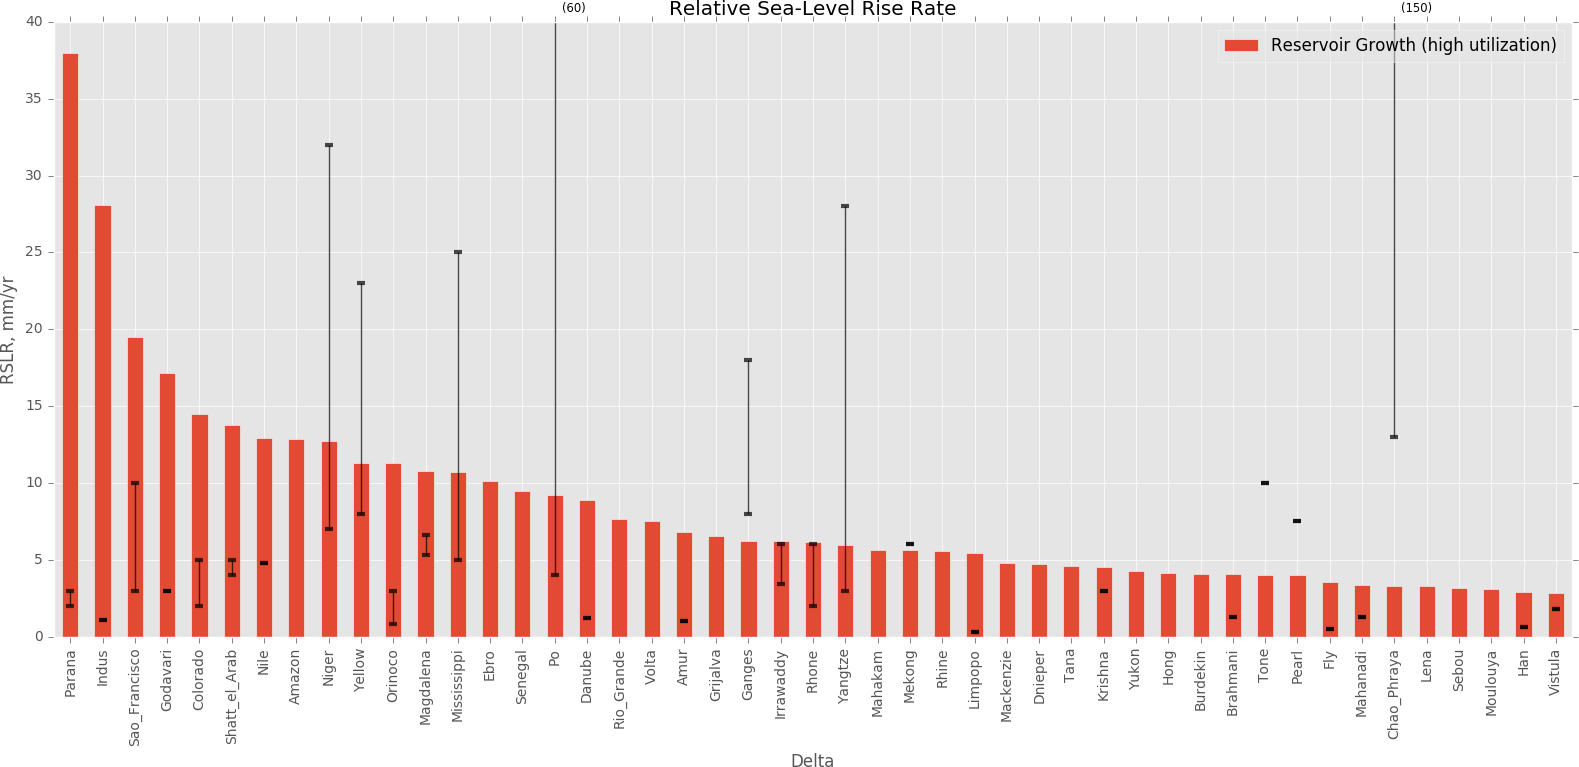 (60)
Relative Sea-Level Rise Rate
(150)
Reservoir Growth (high utilization)
RSLR, mm/yr
40
35
30
25
20
15
10
5
0
Parana
Indus
Sao_Francisco
Godavari
Colorado
Shatt_el_Arab
Nile
Amazon
Niger
Yellow
Orinoco
Magdalena
Mississippi
Ebro
Senegal
Po
Danube
Rio_Grande
Volta
Amur
Grijalva
Ganges
Irrawaddy
Rhone
Yangtze
Mahakam
Mekong
Rhine
Limpopo
Mackenzie
Dnieper
Tana
Krishna
Yukon
Hong
Burdekin
Brahmani
Tone
Pearl
Fly
Mahanadi
Chao_Phraya
Lena
Sebou
Moulouya
Han
Vistula
Delta